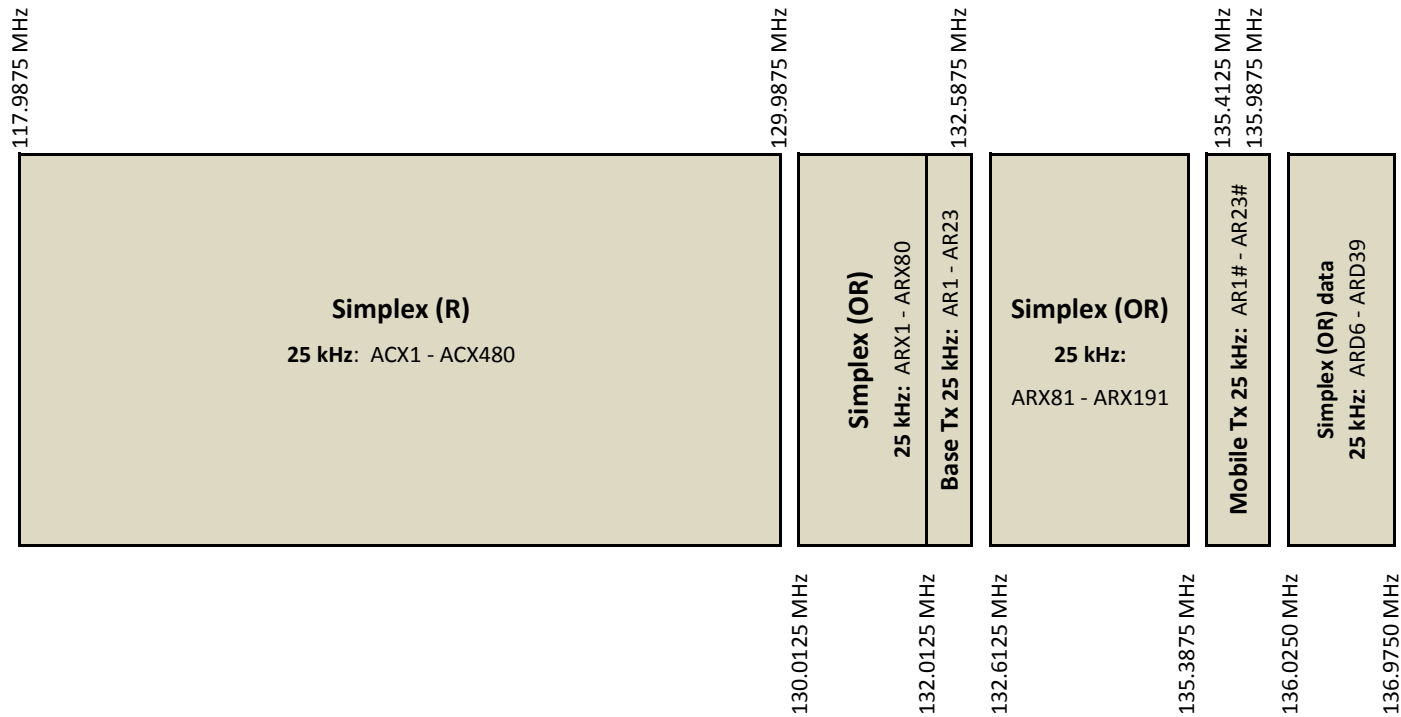 117.9875 MHz
129.9875 MHz
132.5875 MHz
135.4125 MHz
135.9875 MHz
Simplex (R)
25 kHz: ACX1 - ACX480
Simplex (OR)
25 kHz: ARX1 - ARX80
Base Tx 25 kHz: AR1 - AR23
Simplex (OR)
25 kHz:
ARX81 - ARX191
Mobile Tx 25 kHz: AR1# - AR23#
Simplex (OR) data
25 kHz: ARD6 - ARD39
130.0125 MHz
132.0125 MHz
132.6125 MHz
135.3875 MHz
136.0250 MHz
136.9750 MHz